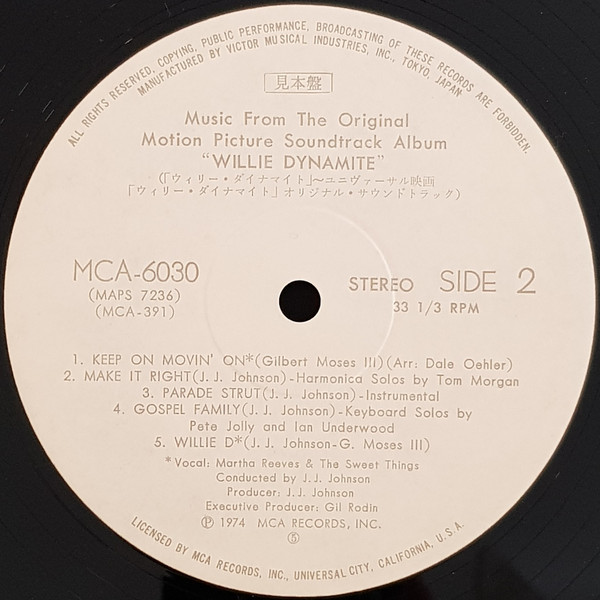 ALL RIGHTS RESERVED, COPYING, PUBLIC PERFORMANCE, BROADCASTING OF THESE RECORDS ARE FORBIDDEN.
MANUFACTURED BY VICTOR MUSICAL INDUSTRIES, INC., TOKYO, JAPAN
見本盤
Music From The Original
Motion Picture Soundtrack Album
“WILLIE DYNAMITE”
(「ウィリー・ダイナマイト」〜ユニヴァーサル映画
「ウィリー・ダイナマイト」オリジナル・サウンドトラック)
MCA-6030
(MAPS 7236)
(MCA-391)
STEREO SIDE 2
33 1/3 RPM
1. KEEP ON MOVIN' ON*(Gilbert Moses III)(Arr: Dale Oehler)
2. MAKE IT RIGHT(J. J. Johnson)-Harmonica Solos by Tom Morgan
3. PARADE STRUT(J. J. Johnson)-Instrumental
4. GOSPEL FAMILY(J. J. Johnson)-Keyboard Solos by
Pete Jolly and Ian Underwood
5. WILLIE D*(J. J. Johnson-G. Moses III)
*Vocal: Martha Reeves & The Sweet Things
Conducted by J.J. Johnson
Producer: J.J. Johnson
Executive Producer: Gil Rodin
Ⓟ 1974 MCA RECORDS, INC.
⑤
LICENSED BY MCA RECORDS, INC., UNIVERSAL CITY, CALIFORNIA, U.S.A.